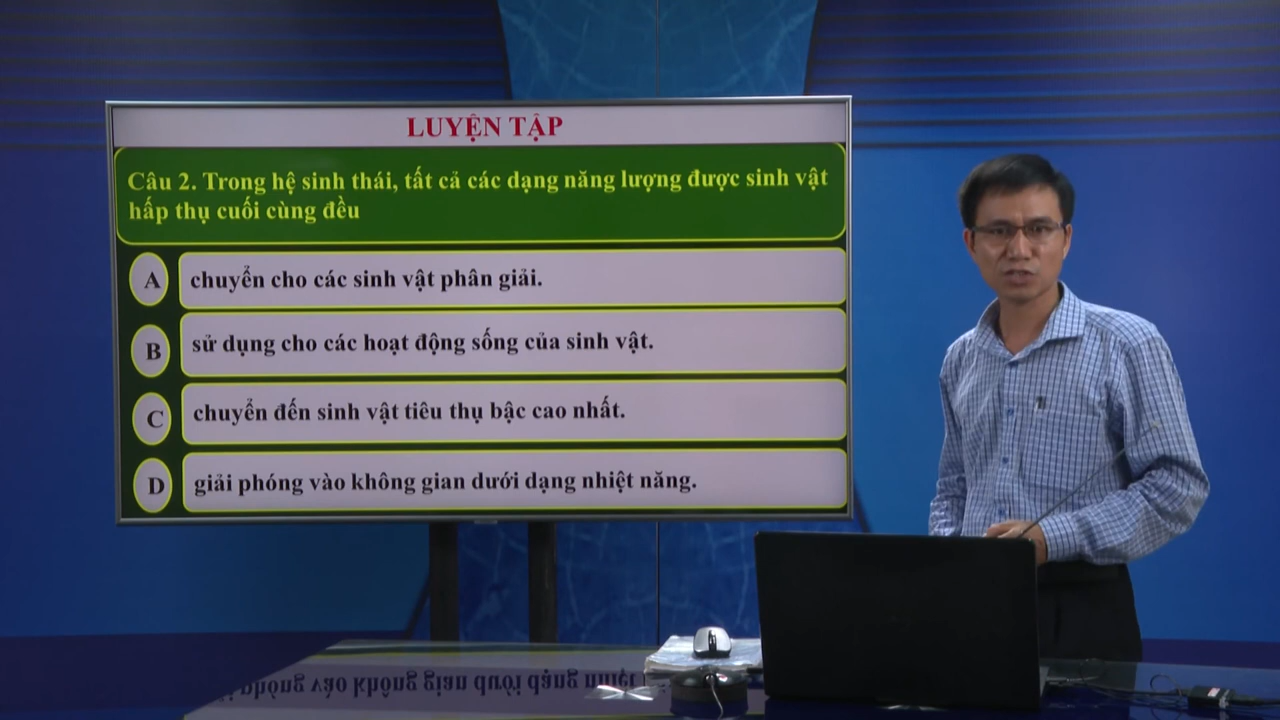 LUYỆN TẬP
Câu 2. Trong hệ sinh thái, tất cả các dạng năng lượng được sinh vật
hấp thụ cuối cùng đều
A chuyển cho các sinh vật phân giải.
B sử dụng cho các hoạt động sống của sinh vật.
C chuyển đến sinh vật tiêu thụ bậc cao nhất.
D giải phóng vào không gian dưới dạng nhiệt năng.